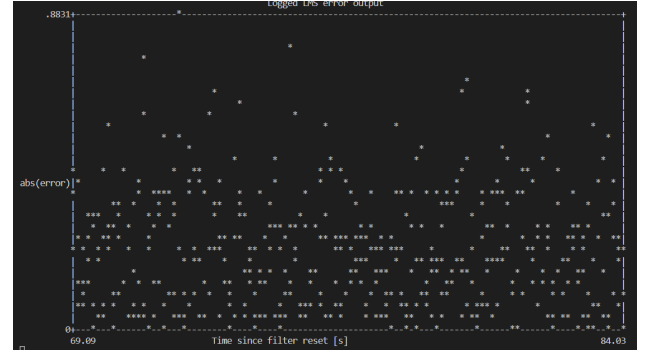 Logged LMS error output
.8831
abs(error)
0
69.09
Time since filter reset [s]
84.03